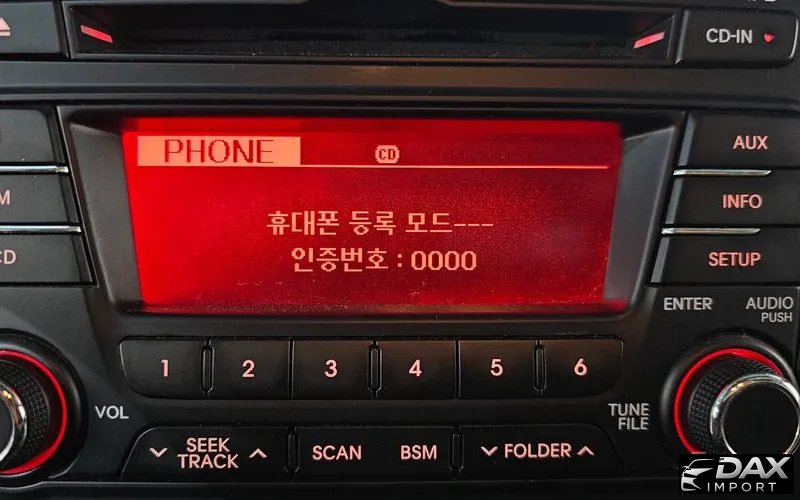 CD-IN
PHONE
CD
AUX
휴대폰 등록 모드---
INFO
인증번호 : 0000
SETUP
ENTER
AUDIO
PUSH
1 2 3 4 5 6
VOL
TUNE
FILE
SEEK
TRACK
SCAN
BSM
FOLDER
DAX
IMPORT